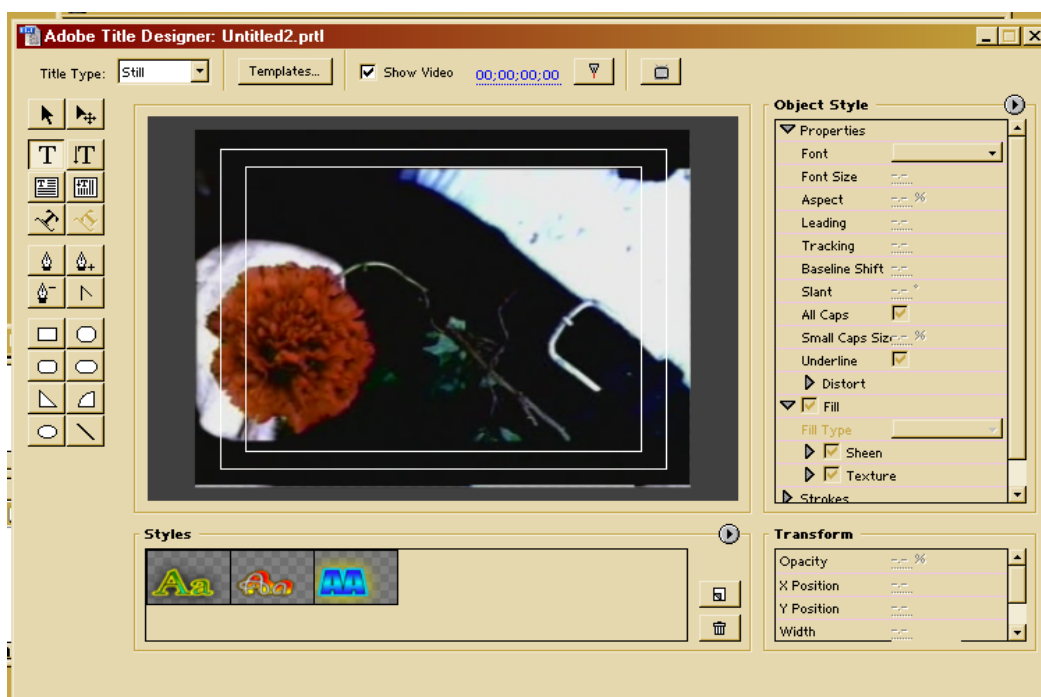 Adobe Title Designer: Untitled2.prtl
Title Type: Still Templates... Show Video 00;00;00;00
T IT
Object Style
Properties
Font
Font Size -.-
Aspect -.- %
Leading -.-
Tracking -.-
Baseline Shift -.-
Slant -.- °
All Caps
Small Caps Size -.- %
Underline
Distort
Fill
Fill Type
Sheen
Texture
Strokes
Styles
Aa Aa AA
Transform
Opacity -.- %
X Position -.-
Y Position -.-
Width -.-